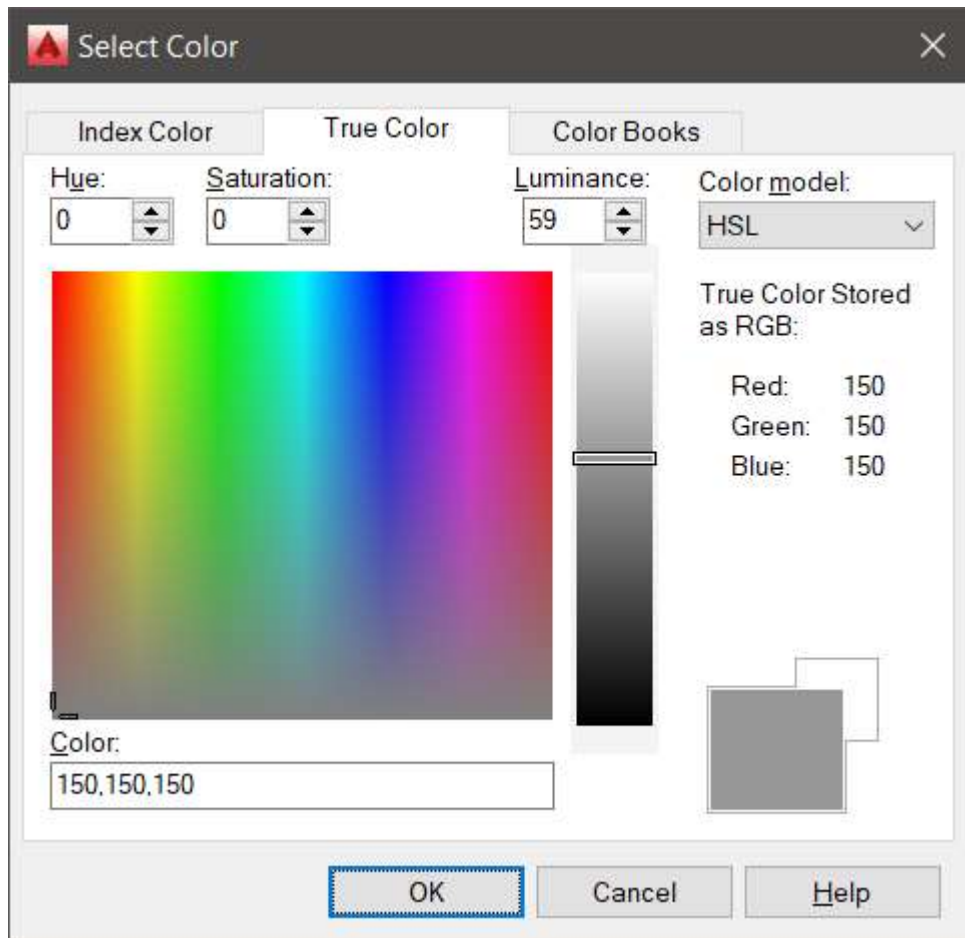 Select Color
Index Color True Color Color Books
Hue: Saturation: Luminance: Color model:
0 0 59 HSL
True Color Stored
as RGB:
Red: 150
Green: 150
Blue: 150
Color:
150,150,150
OK Cancel Help